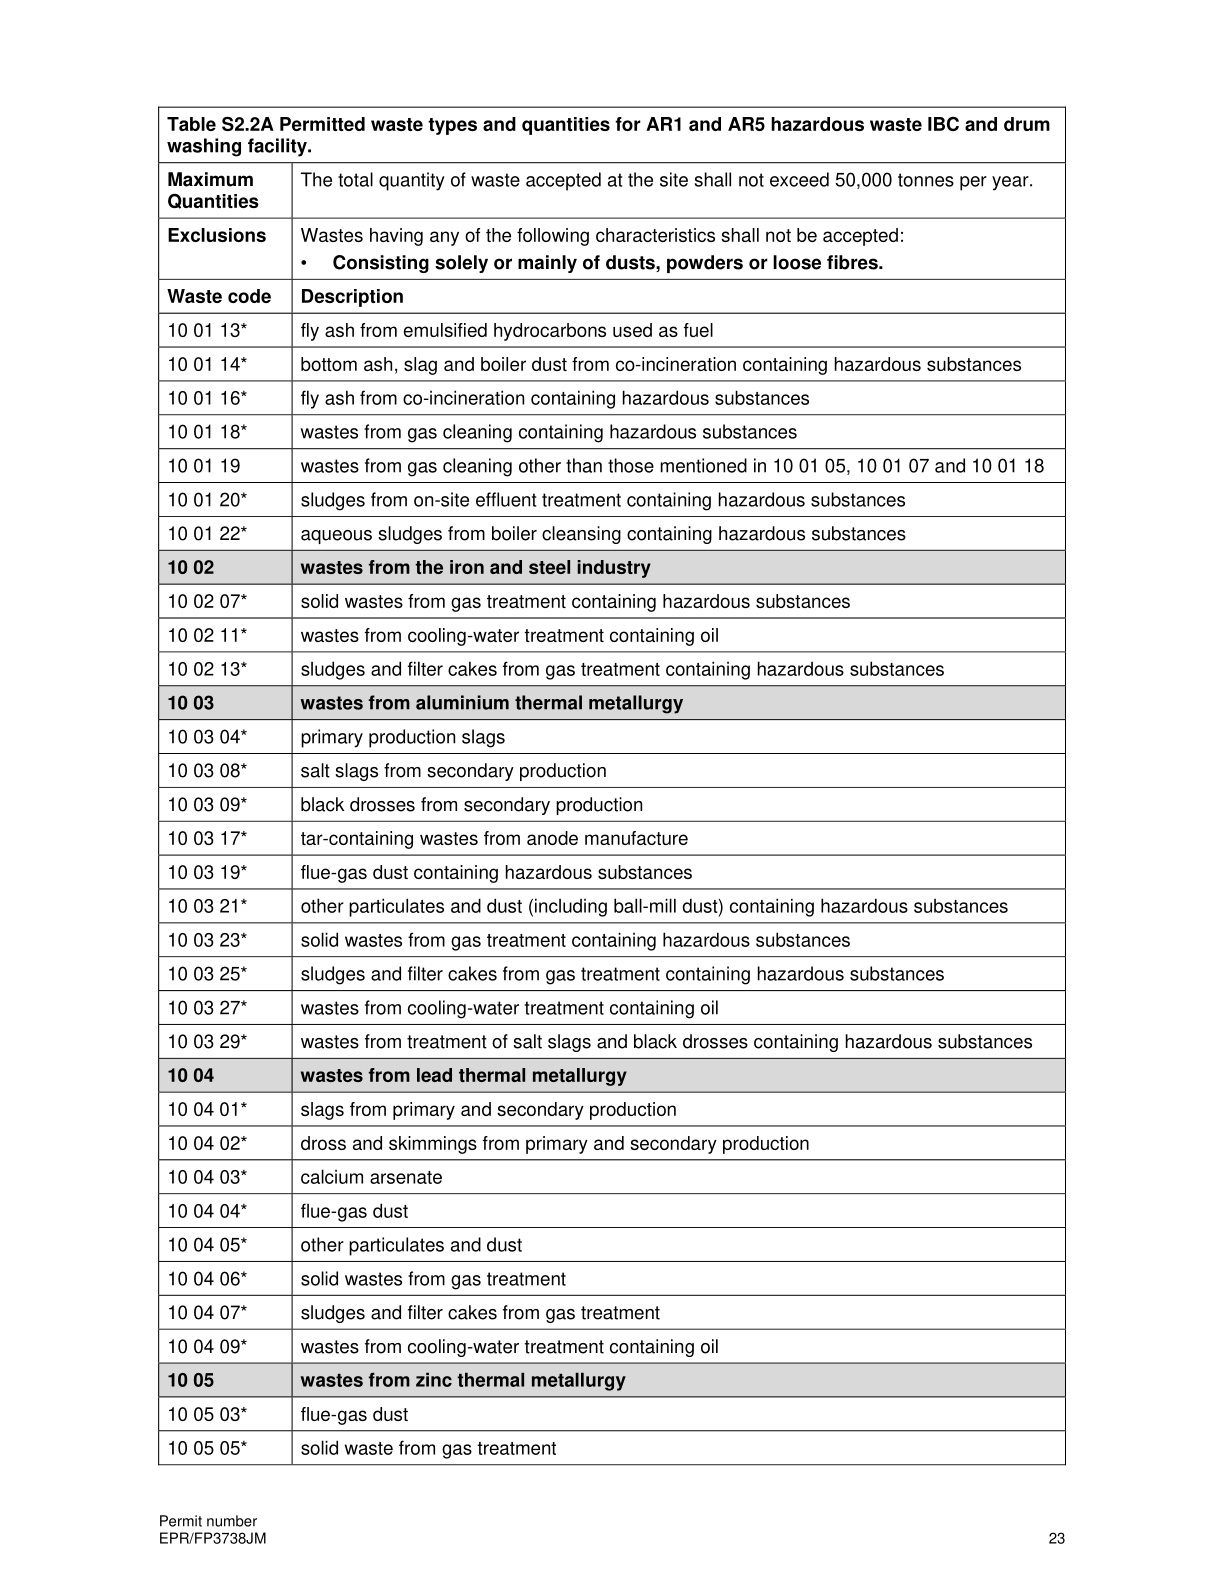 Table S2.2A Permitted waste types and quantities for AR1 and AR5 hazardous waste IBC and drum
washing facility.
Maximum
Quantities
The total quantity of waste accepted at the site shall not exceed 50,000 tonnes per year.
Exclusions
Wastes having any of the following characteristics shall not be accepted:
• Consisting solely or mainly of dusts, powders or loose fibres.
Waste code Description
10 01 13* fly ash from emulsified hydrocarbons used as fuel
10 01 14* bottom ash, slag and boiler dust from co-incineration containing hazardous substances
10 01 16* fly ash from co-incineration containing hazardous substances
10 01 18* wastes from gas cleaning containing hazardous substances
10 01 19 wastes from gas cleaning other than those mentioned in 10 01 05, 10 01 07 and 10 01 18
10 01 20* sludges from on-site effluent treatment containing hazardous substances
10 01 22* aqueous sludges from boiler cleansing containing hazardous substances
10 02 wastes from the iron and steel industry
10 02 07* solid wastes from gas treatment containing hazardous substances
10 02 11* wastes from cooling-water treatment containing oil
10 02 13* sludges and filter cakes from gas treatment containing hazardous substances
10 03 wastes from aluminium thermal metallurgy
10 03 04* primary production slags
10 03 08* salt slags from secondary production
10 03 09* black drosses from secondary production
10 03 17* tar-containing wastes from anode manufacture
10 03 19* flue-gas dust containing hazardous substances
10 03 21* other particulates and dust (including ball-mill dust) containing hazardous substances
10 03 23* solid wastes from gas treatment containing hazardous substances
10 03 25* sludges and filter cakes from gas treatment containing hazardous substances
10 03 27* wastes from cooling-water treatment containing oil
10 03 29* wastes from treatment of salt slags and black drosses containing hazardous substances
10 04 wastes from lead thermal metallurgy
10 04 01* slags from primary and secondary production
10 04 02* dross and skimmings from primary and secondary production
10 04 03* calcium arsenate
10 04 04* flue-gas dust
10 04 05* other particulates and dust
10 04 06* solid wastes from gas treatment
10 04 07* sludges and filter cakes from gas treatment
10 04 09* wastes from cooling-water treatment containing oil
10 05 wastes from zinc thermal metallurgy
10 05 03* flue-gas dust
10 05 05* solid waste from gas treatment
Permit number
EPR/FP3738JM 23